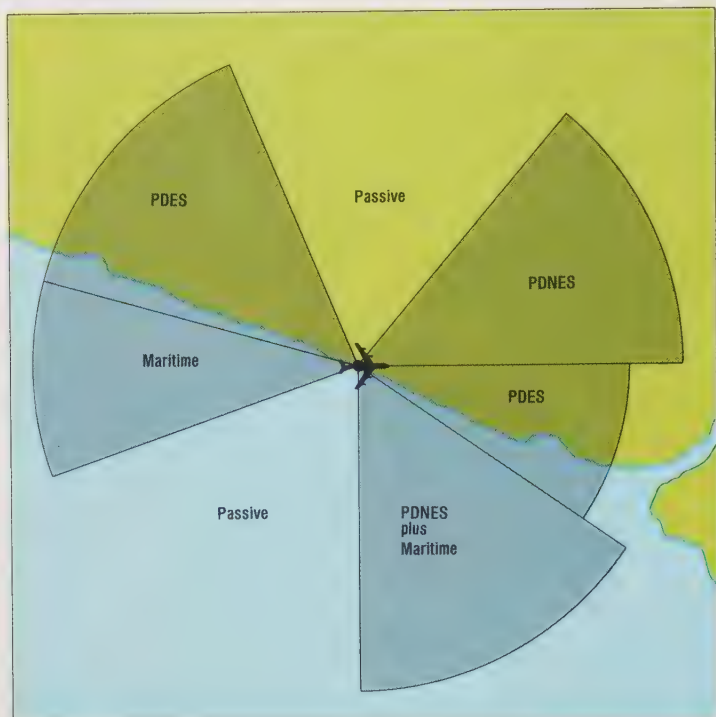 PDES
Passive
PDNES
Maritime
PDES
Passive
PDNES
plus
Maritime